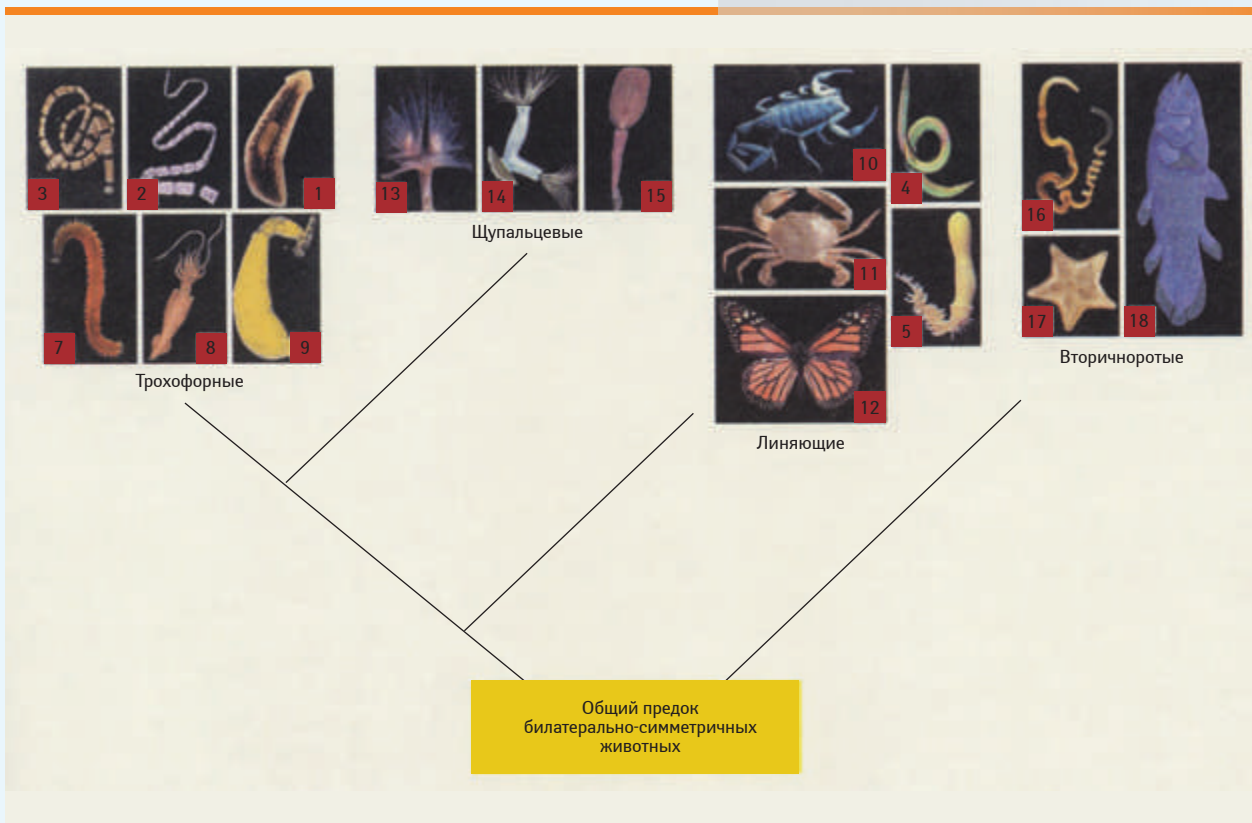 3
2
1
7
8
9
Трохофорные
13
14
15
Щупальцевые
10
4
11
5
12
Линяющие
16
17
18
Вторичноротые
Общий предок
билатерально-симметричных
животных